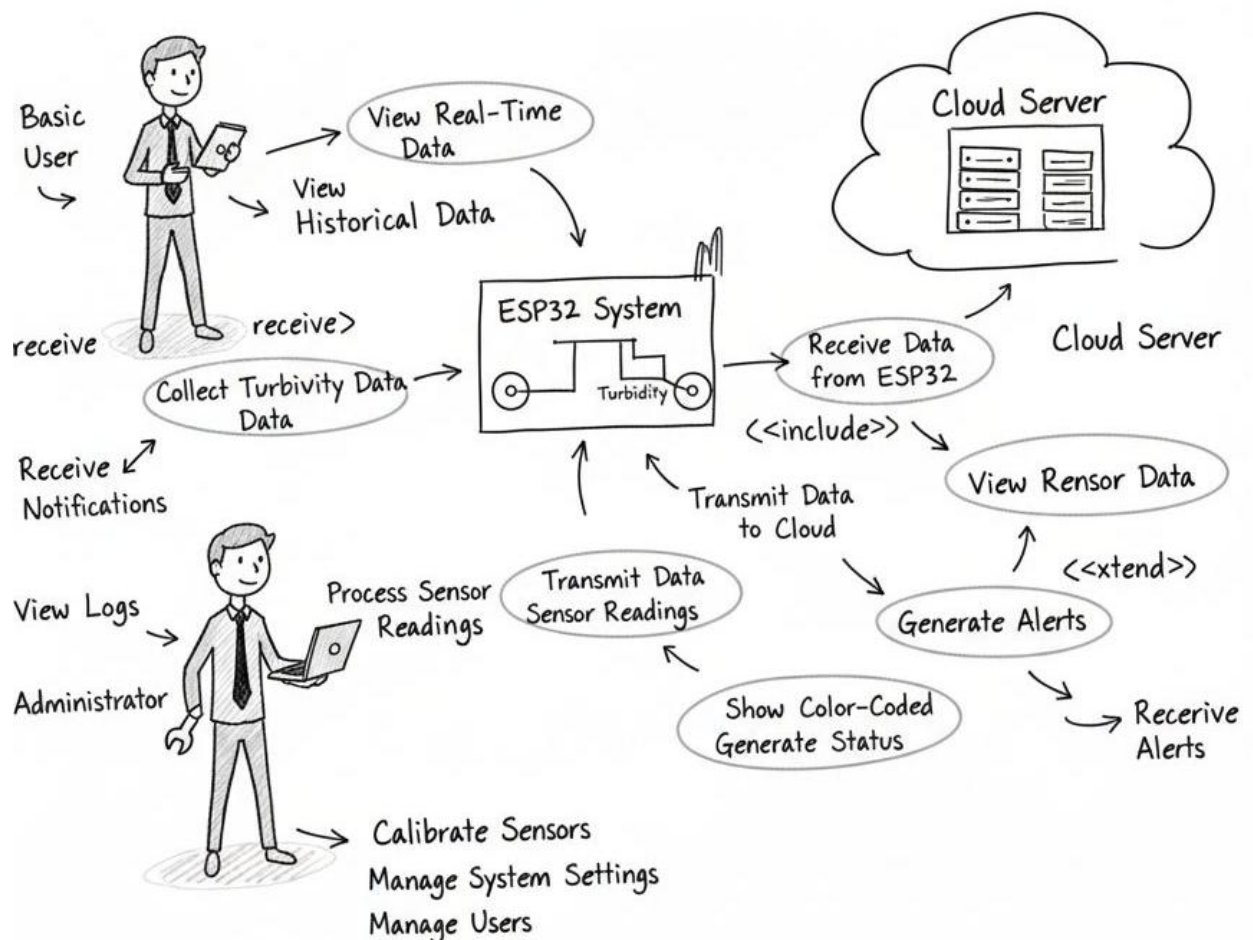 Basic
User
View Real-Time
Data
View
Historical Data
Cloud Server
ESP32 System
Turbidity
receive
receive>
Collect Turbivity Data
Data
Receive Data
from ESP32
Cloud Server
<<include>>
Receive
Notifications
View Rensor Data
Transmit Data
to Cloud
<<xtend>>
View Logs
Process Sensor
Readings
Transmit Data
Sensor Readings
Generate Alerts
Administrator
Show Color-Coded
Generate Status
Recerive
Alerts
Calibrate Sensors
Manage System Settings
Manage Users